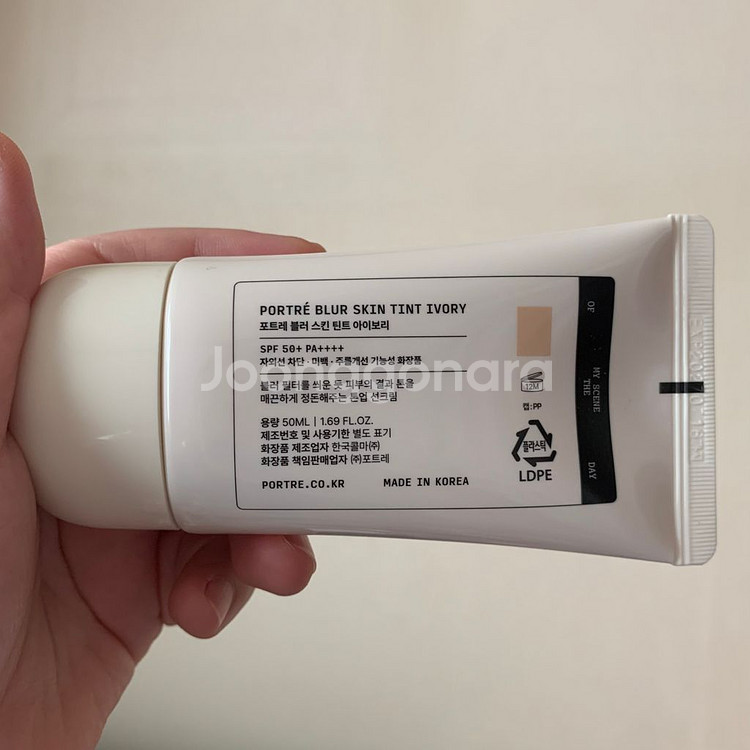 PORTRÉ BLUR SKIN TINT IVORY
포트레 블러 스킨 틴트 아이보리
SPF 50+ PA++++
자외선 차단 · 미백 · 주름개선 기능성 화장품
블러 필터를 씌운 듯 피부의 결과 톤을
매끈하게 정돈해주는 톤업 선크림
용량 50ML | 1.69 FL.OZ.
제조번호 및 사용기한 별도 표기
화장품 제조업자 한국콜마㈜
화장품 책임판매업자 ㈜포트레
PORTRE.CO.KR
MADE IN KOREA
12M
캡:PP
플라스틱
LDPE
OF
MY SCENE
THE
DAY
Joonggonara